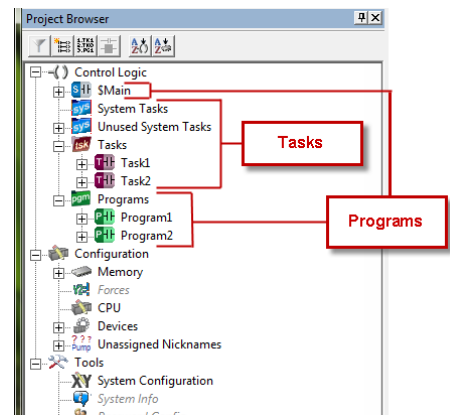 Project Browser
Control Logic
$Main
System Tasks
Unused System Tasks
Tasks
Task1
Task2
Programs
Program1
Program2
Configuration
Memory
Forces
CPU
Devices
Unassigned Nicknames
Tools
System Configuration
System Info
Tasks
Programs